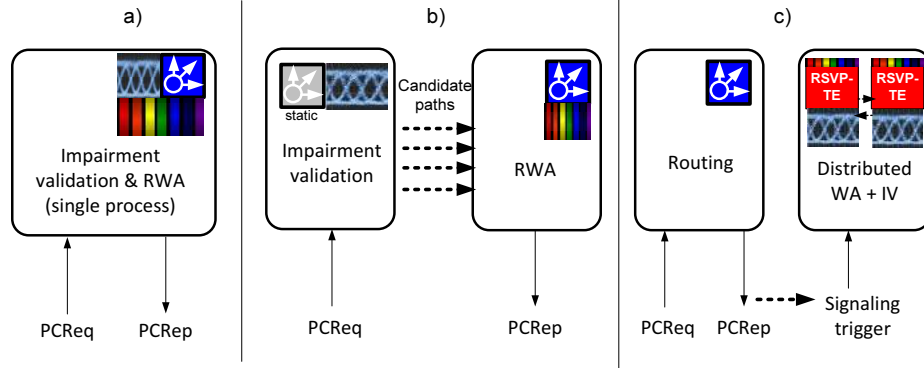 a)
Impairment
validation & RWA
(single process)
PCReq
PCRep
b)
static
Impairment
validation
Candidate
paths
RWA
PCReq
PCRep
c)
Routing
RSVP-
TE
RSVP-
TE
Distributed
WA + IV
PCReq
PCRep
Signaling
trigger